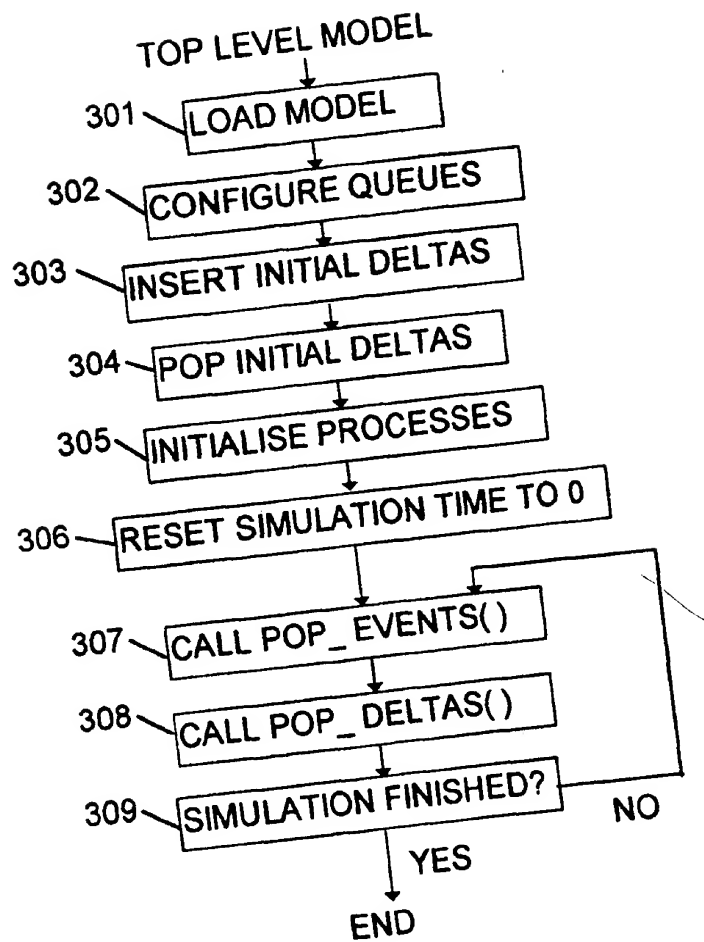 TOP LEVEL MODEL
301 LOAD MODEL
302 CONFIGURE QUEUES
303 INSERT INITIAL DELTAS
304 POP INITIAL DELTAS
305 INITIALISE PROCESSES
306 RESET SIMULATION TIME TO 0
307 CALL POP_ EVENTS( )
308 CALL POP_ DELTAS( )
309 SIMULATION FINISHED?
NO
YES
END